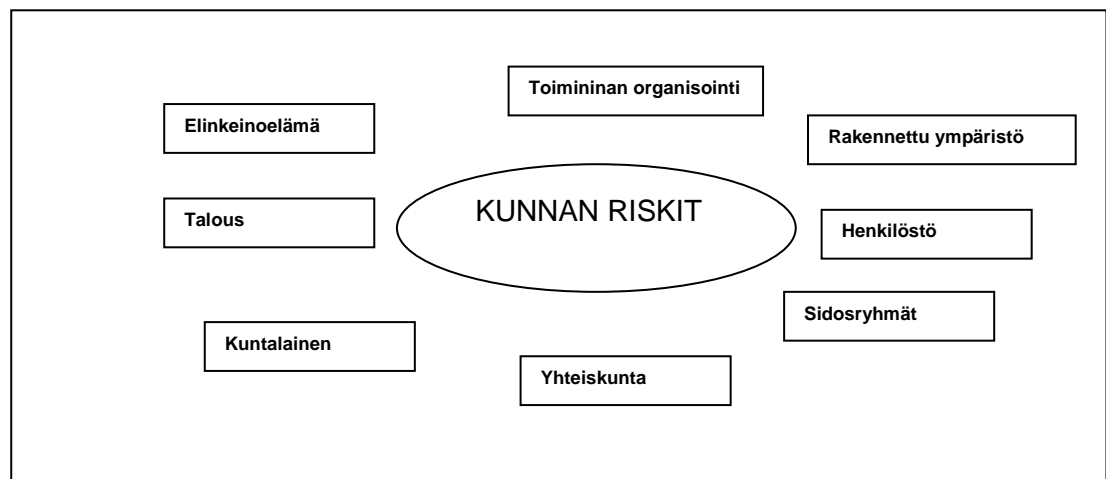 Toimininan organisointi
Elinkeinoelämä
Rakennettu ympäristö
KUNNAN RISKIT
Talous
Henkilöstö
Sidosryhmät
Kuntalainen
Yhteiskunta